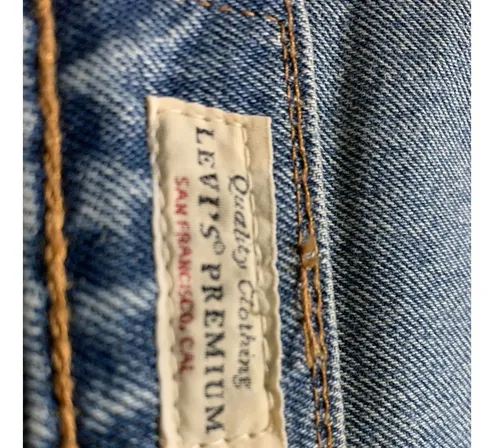 Quality Clothing
LEVI'S® PREMIUM
SAN FRANCISCO, CAL